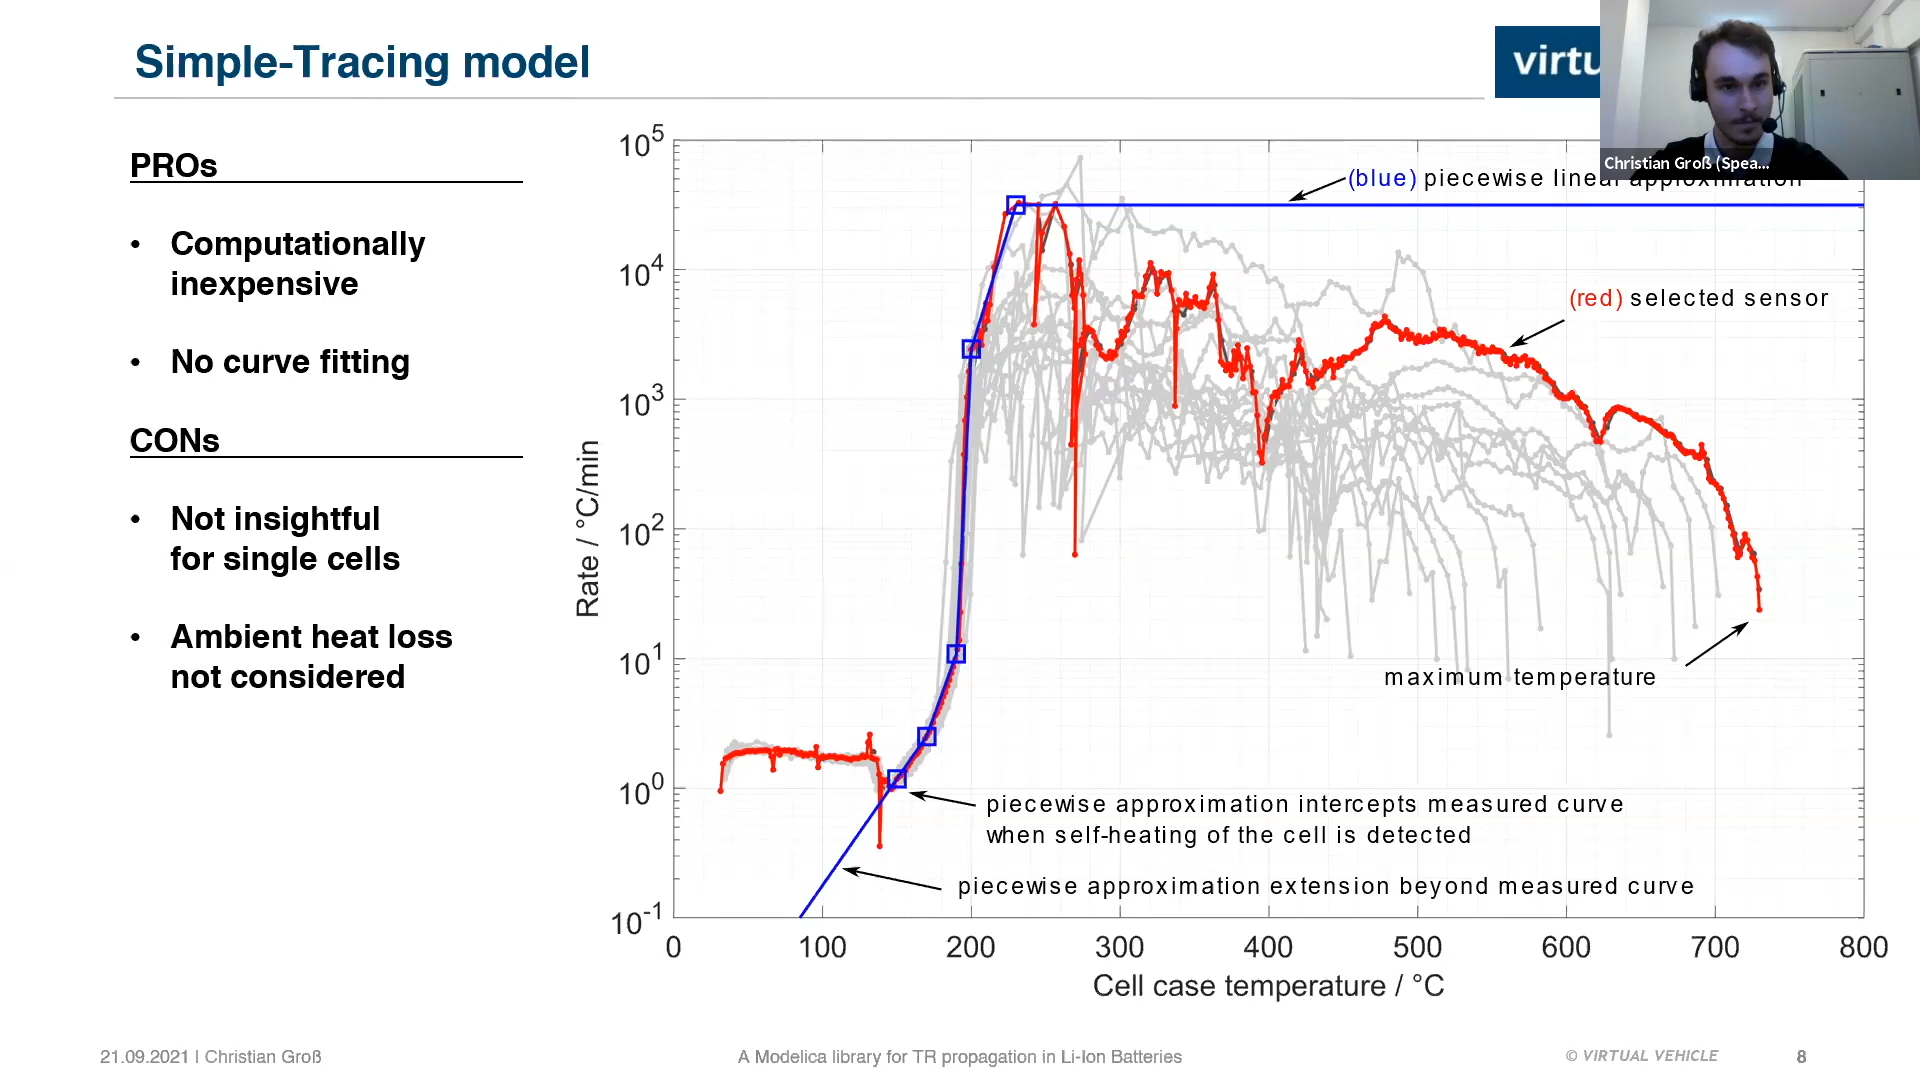 Simple-Tracing model
virtu
Christian Groß (Spea...
PROs
• Computationally
inexpensive
• No curve fitting
CONs
• Not insightful
for single cells
• Ambient heat loss
not considered
10^5
10^4
10^3
10^2
10^1
10^0
10^-1
Rate / °C/min
(blue) piecewise linear approximation
(red) selected sensor
maximum temperature
piecewise approximation intercepts measured curve
when self-heating of the cell is detected
piecewise approximation extension beyond measured curve
0 100 200 300 400 500 600 700 800
Cell case temperature / °C
21.09.2021 | Christian Groß
A Modelica library for TR propagation in Li-Ion Batteries
© VIRTUAL VEHICLE
8